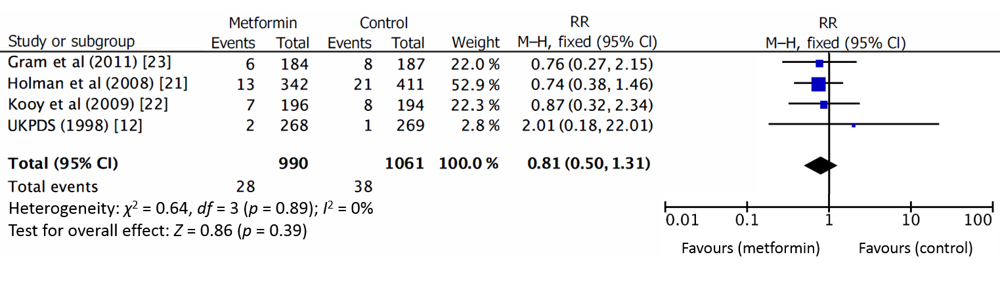 Metformin Control RR RR
Study or subgroup Events Total Events Total Weight M–H, fixed (95% CI) M–H, fixed (95% CI)
Gram et al (2011) [23] 6 184 8 187 22.0 % 0.76 (0.27, 2.15)
Holman et al (2008) [21] 13 342 21 411 52.9 % 0.74 (0.38, 1.46)
Kooy et al (2009) [22] 7 196 8 194 22.3 % 0.87 (0.32, 2.34)
UKPDS (1998) [12] 2 268 1 269 2.8 % 2.01 (0.18, 22.01)
Total (95% CI) 990 1061 100.0 % 0.81 (0.50, 1.31)
Total events 28 38
Heterogeneity: χ² = 0.64, df = 3 (p = 0.89); I² = 0%
Test for overall effect: Z = 0.86 (p = 0.39)
0.01 0.1 1 10 100
Favours (metformin) Favours (control)